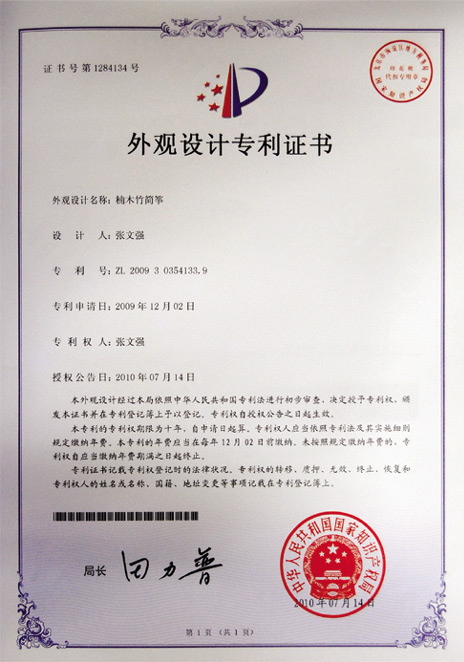 证书号第1284134号
印花税
代扣专用章
外观设计专利证书
外观设计名称：楠木竹简筝
设计人：张文强
专利号：ZL 2009 3 0354133.9
专利申请日：2009年12月02日
专利权人：张文强
授权公告日：2010年07月14日
本外观设计经过本局依照中华人民共和国专利法进行初步审查，决定授予专利权，颁
发本证书并在专利登记簿上予以登记。专利权自授权公告之日起生效。
本专利的专利权期限为十年，自申请日起算。专利权人应当依照专利法及其实施细则
规定缴纳年费。本专利的年费应当在每年12月02日前缴纳。未按照规定缴纳年费的，专利
权自应当缴纳年费期满之日起终止。
专利证书记载专利权登记时的法律状况。专利权的转移、质押、无效、终止、恢复和
专利权人的姓名或名称、国籍、地址变更等事项记载在专利登记簿上。
局长 田力普
中华人民共和国国家知识产权局
2010年07月14日
第1页（共1页）